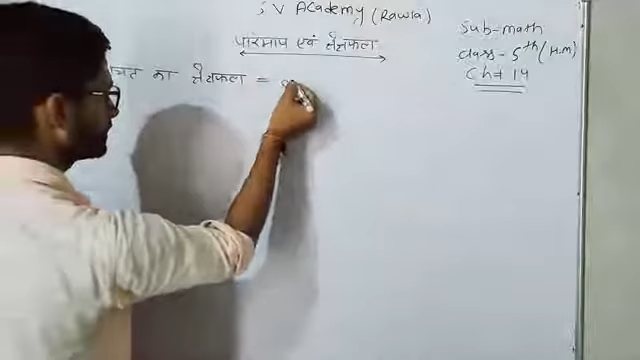 S V Academy, (Rawla)
Sub-math
परिमाप एवं क्षेत्रफल
Class - 5th (H.M)
Ch # 14
का क्षेत्रफल =